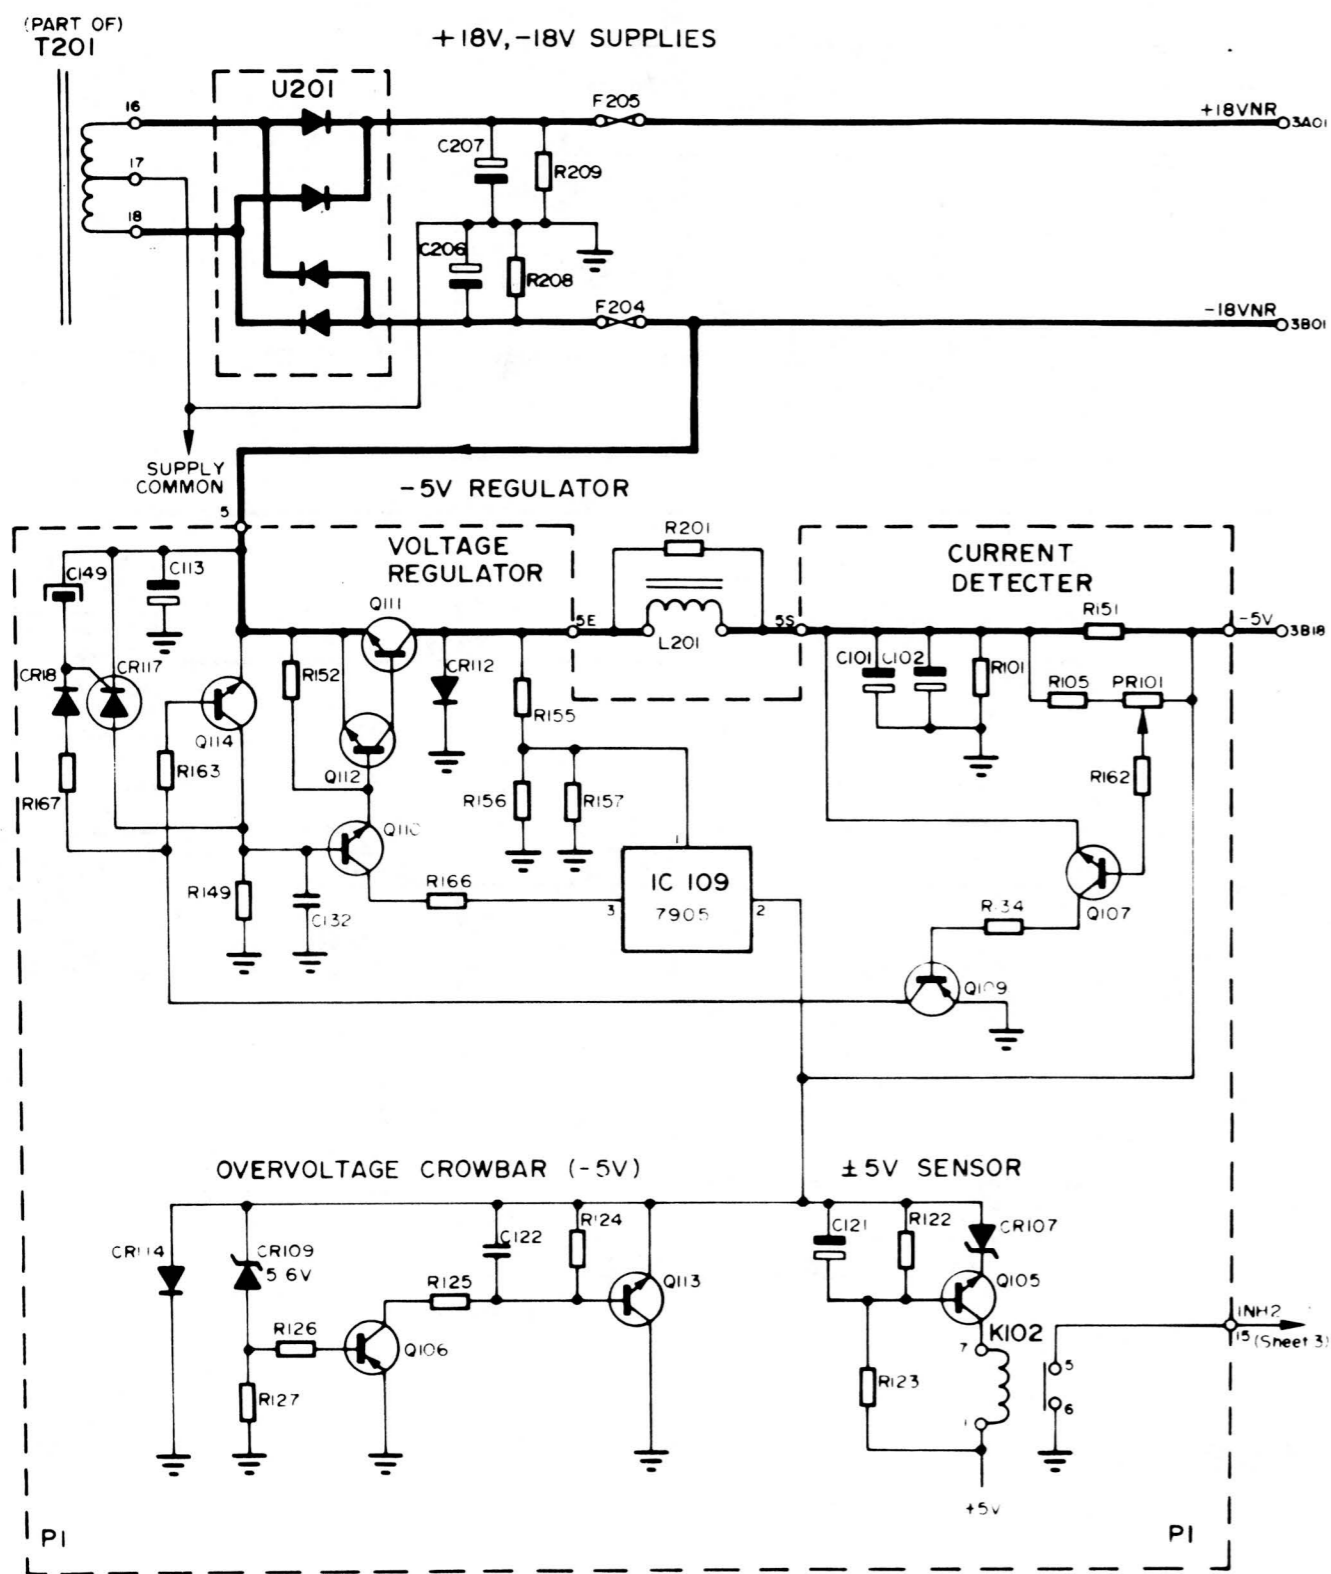 (PART OF)
T201
+18V, -18V SUPPLIES
U201
16
17
18
F205
+18VNR
3A01
C207
R209
C206
R208
F204
-18VNR
3B01
SUPPLY
COMMON
-5V REGULATOR
5
VOLTAGE
REGULATOR
R201
CURRENT
DETECTER
C149
C113
Q111
5E
L201
5S
R151
-5V
3B18
CR18
CR117
R152
CR112
R155
C101
C102
R101
R105
PR101
Q114
Q112
R163
R167
R156
R157
R162
Q110
1
R149
C132
R166
3
IC 109
7905
2
Q107
R134
Q109
OVERVOLTAGE CROWBAR (-5V)
±5V SENSOR
CR114
CR109
5 6V
C122
R124
C121
R122
CR107
R125
Q113
Q105
R126
Q106
K102
INH2
15 (Sheet 3)
7
5
R127
R123
6
1
+5V
P1
P1